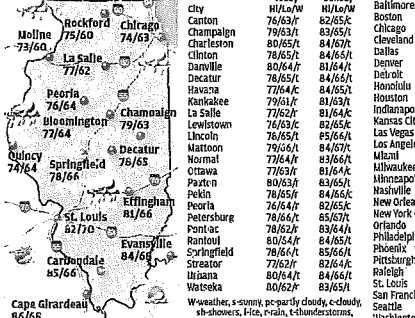 Rockford 75/60
Chicago 74/63
Moline 73/60
La Salle 77/62
Peoria 76/64
Bloomington 77/64
Champaign 79/63
Quincy 74/64
Springfield 78/66
Decatur 78/65
Effingham 81/66
St. Louis 82/70
Evansville 84/65
Carbondale 85/66
Cape Girardeau 86/68
City Hi/Lo/W Hi/Lo/W
Canton 76/63/r 82/65/c
Champaign 79/63/t 83/65/t
Charleston 80/65/t 84/67/t
Clinton 78/65/t 84/66/t
Danville 80/64/r 81/64/t
Decatur 78/65/t 84/66/t
Havana 77/64/r 84/65/t
Kankakee 79/61/r 81/63/t
La Salle 77/62/r 81/64/c
Lewistown 76/63/c 82/65/c
Lincoln 78/65/t 85/66/t
Mattoon 79/66/t 84/67/t
Normal 77/64/r 83/66/t
Ottawa 77/63/r 81/64/c
Paxton 80/63/r 83/65/t
Pekin 78/65/r 84/66/c
Peoria 76/64/r 82/65/c
Petersburg 78/66/t 85/67/t
Pontiac 78/62/r 83/64/t
Rantoul 80/64/r 84/65/t
Springfield 78/66/t 85/66/t
Streator 77/62/r 82/64/c
Urbana 80/64/t 84/66/t
Watseka 80/62/r 83/65/t
W-weather, s-sunny, pc-partly cloudy, c-cloudy,
sh-showers, i-ice, r-rain, t-thunderstorms,
Baltimore
Boston
Chicago
Cleveland
Dallas
Denver
Detroit
Honolulu
Houston
Indianapo
Kansas Cit
Las Vegas
Los Angele
Miami
Milwaukee
Minneapol
Nashville
New Orlea
New York
Orlando
Philadelph
Phoenix
Pittsburgh
Raleigh
St. Louis
San Franci
Seattle